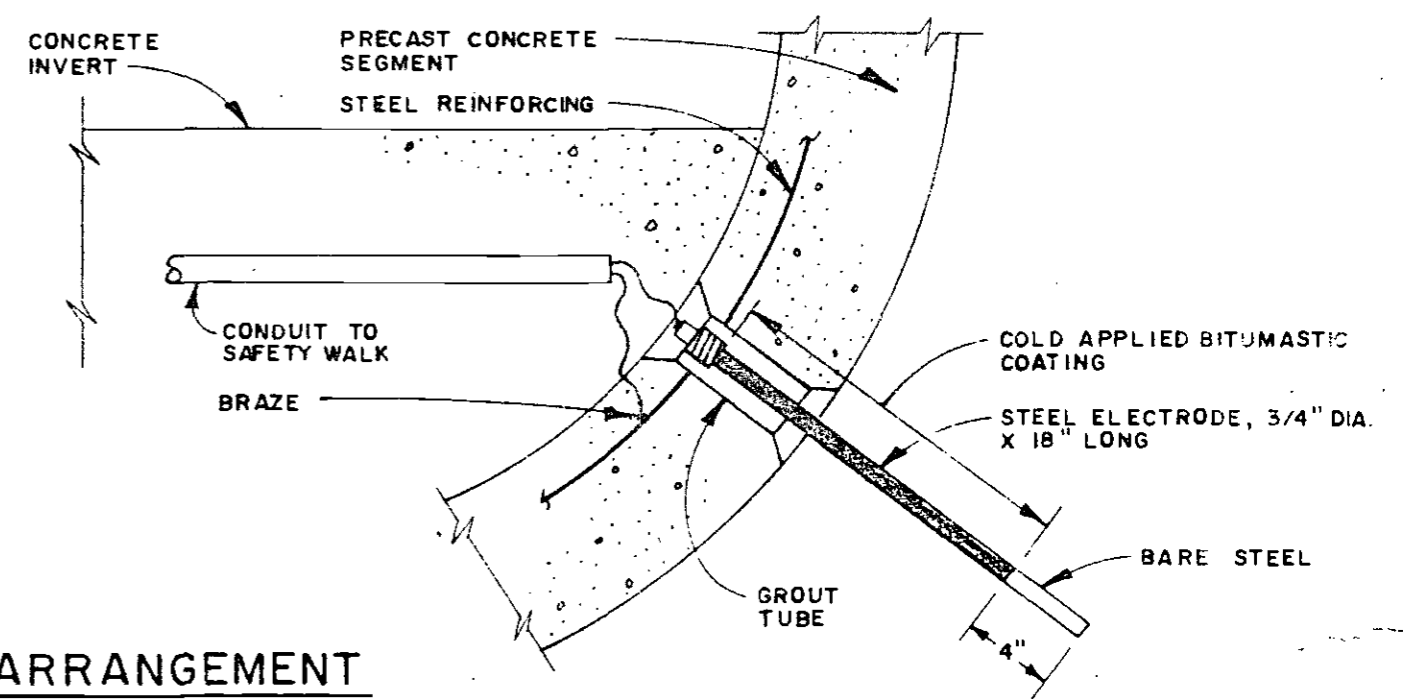 CONCRETE
INVERT
PRECAST CONCRETE
SEGMENT
STEEL REINFORCING
CONDUIT TO
SAFETY WALK
BRAZE
COLD APPLIED BITUMASTIC
COATING
STEEL ELECTRODE, 3/4" DIA.
X 18" LONG
BARE STEEL
GROUT
TUBE
4"
ARRANGEMENT